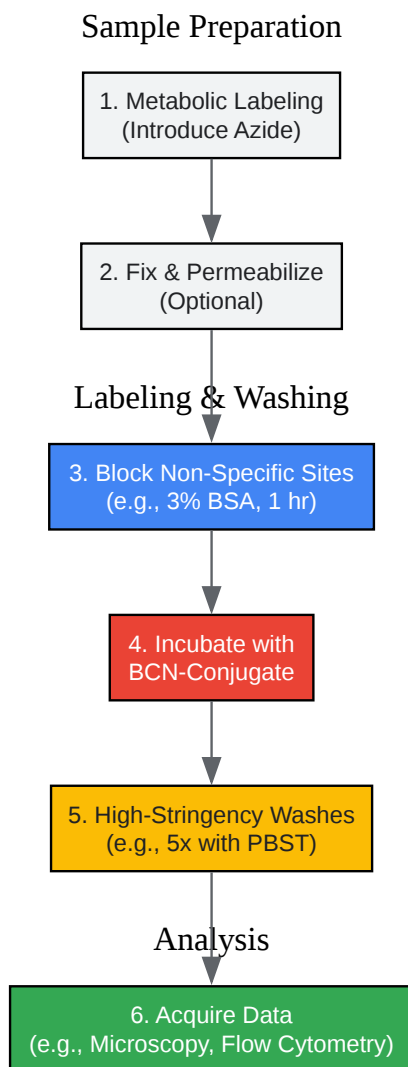 Sample Preparation
1. Metabolic Labeling
(Introduce Azide)
2. Fix & Permeabilize
(Optional)
Labeling & Washing
3. Block Non-Specific Sites
(e.g., 3% BSA, 1 hr)
4. Incubate with
BCN-Conjugate
5. High-Stringency Washes
(e.g., 5x with PBST)
Analysis
6. Acquire Data
(e.g., Microscopy, Flow Cytometry)